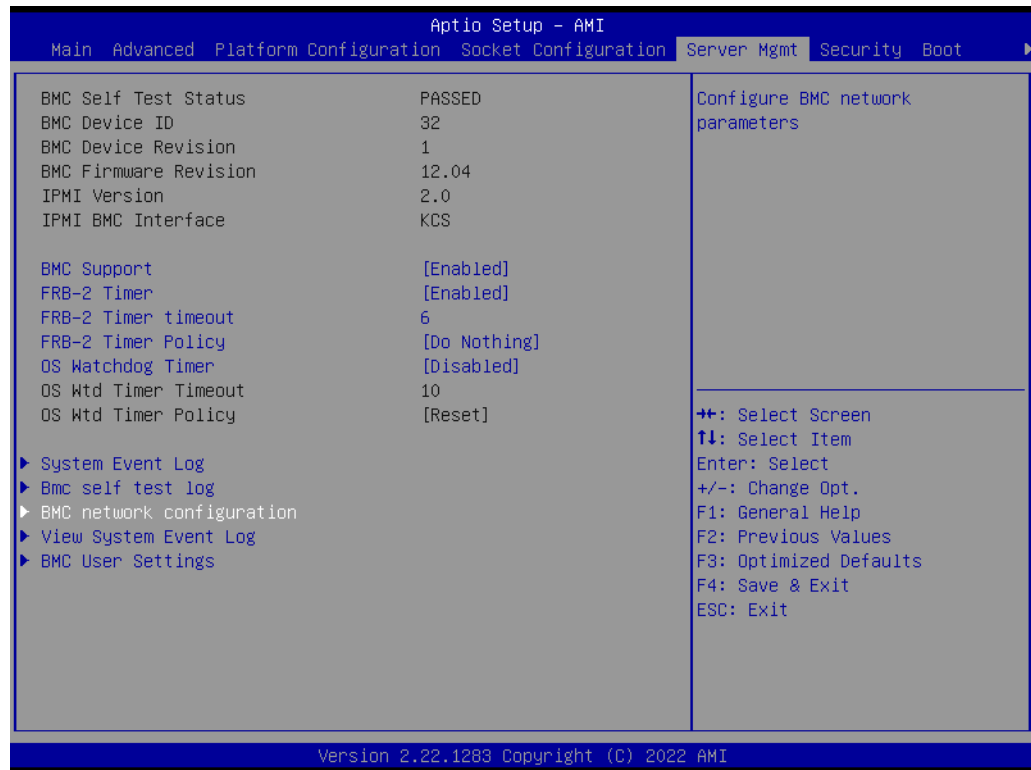 Aptio Setup – AMI
Main Advanced Platform Configuration Socket Configuration Server Mgmt Security Boot
BMC Self Test Status PASSED
BMC Device ID 32
BMC Device Revision 1
BMC Firmware Revision 12.04
IPMI Version 2.0
IPMI BMC Interface KCS
BMC Support [Enabled]
FRB-2 Timer [Enabled]
FRB-2 Timer timeout 6
FRB-2 Timer Policy [Do Nothing]
OS Watchdog Timer [Disabled]
OS Wtd Timer Timeout 10
OS Wtd Timer Policy [Reset]
System Event Log
Bmc self test log
BMC network configuration
View System Event Log
BMC User Settings
Configure BMC network
parameters
→←: Select Screen
↑↓: Select Item
Enter: Select
+/-: Change Opt.
F1: General Help
F2: Previous Values
F3: Optimized Defaults
F4: Save & Exit
ESC: Exit
Version 2.22.1283 Copyright (C) 2022 AMI